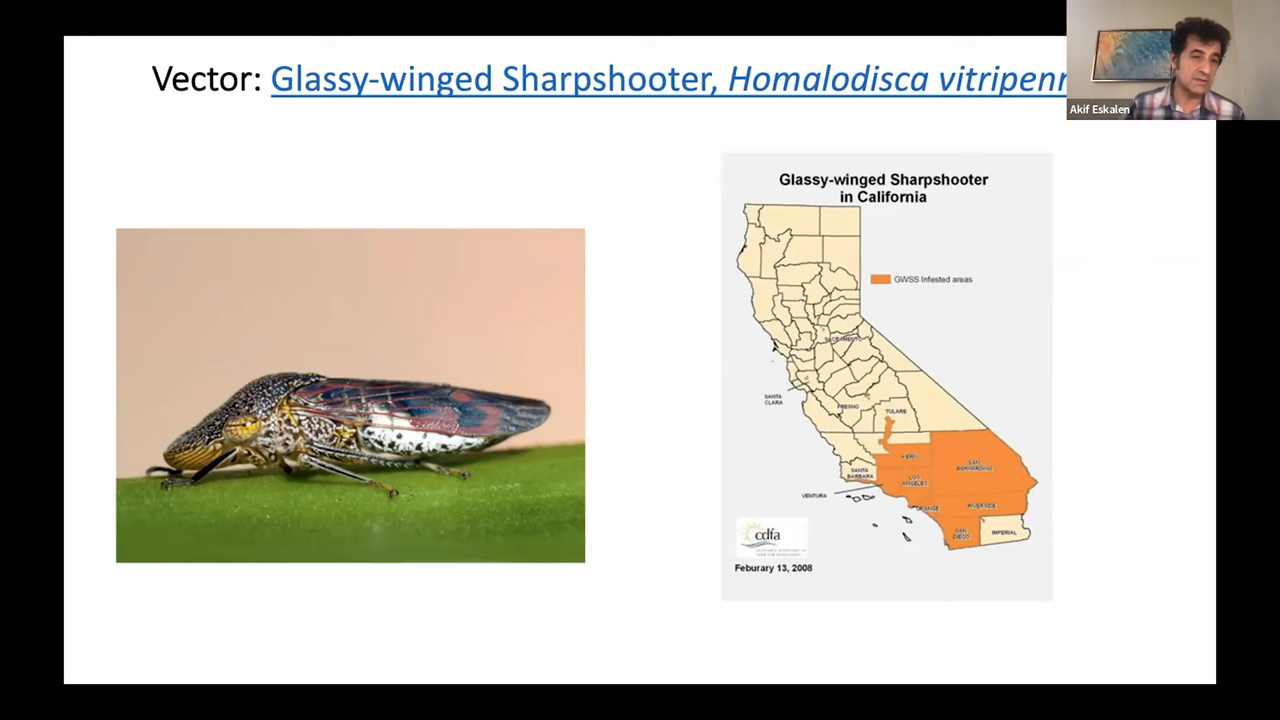 Vector: Glassy-winged Sharpshooter, Homalodisca vitripenn
Akif Eskalen
Glassy-winged Sharpshooter
in California
GWSS Infested areas
SACRAMENTO
SANTA
CLARA
FRESNO
TULARE
KERN
SAN
BERNARDINO
SANTA
BARBARA
LOS
ANGELES
VENTURA
ORANGE
RIVERSIDE
SAN
DIEGO
IMPERIAL
cdfa
Feburary 13, 2008